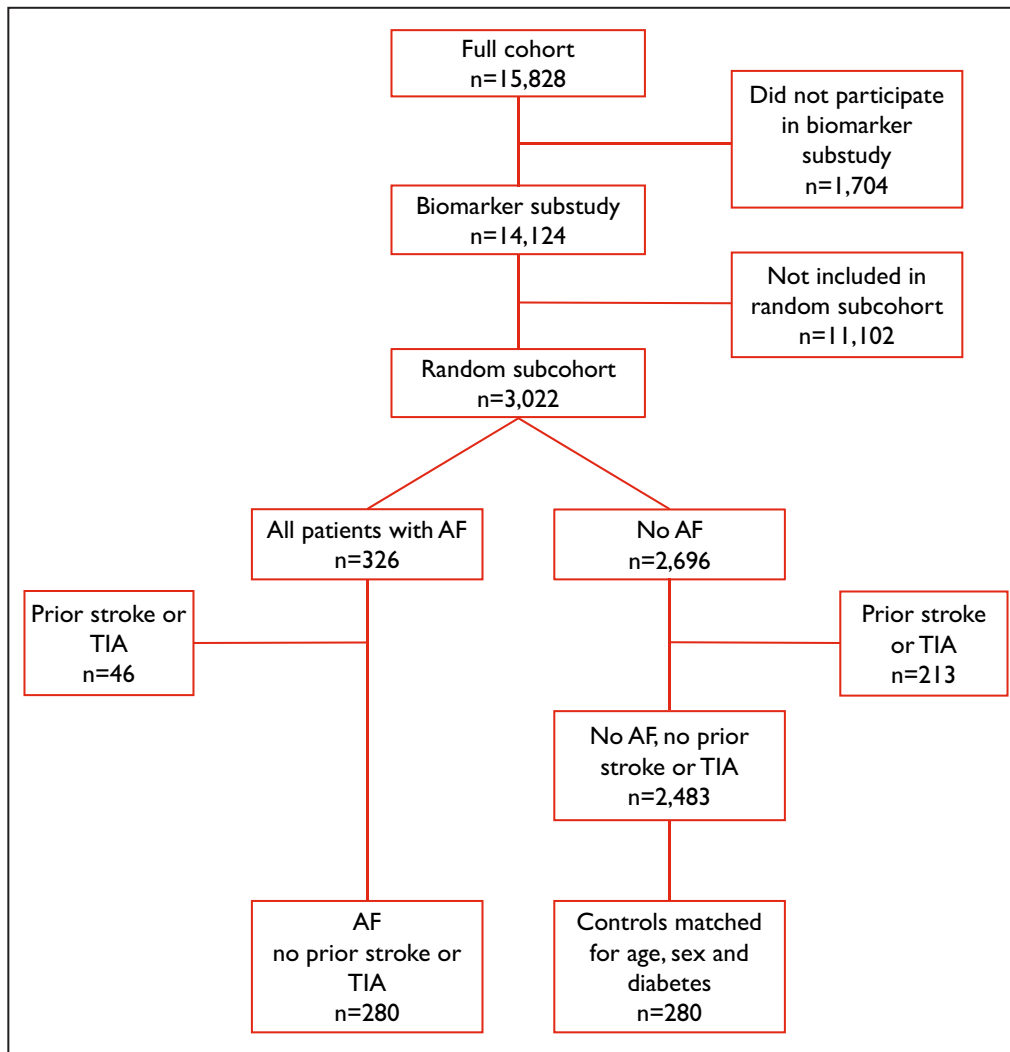 Full cohort
n=15,828
Did not participate
in biomarker
substudy
n=1,704
Biomarker substudy
n=14,124
Not included in
random subcohort
n=11,102
Random subcohort
n=3,022
All patients with AF
n=326
No AF
n=2,696
Prior stroke or
TIA
n=46
Prior stroke
or TIA
n=213
No AF, no prior
stroke or TIA
n=2,483
AF
no prior stroke or
TIA
n=280
Controls matched
for age, sex and
diabetes
n=280